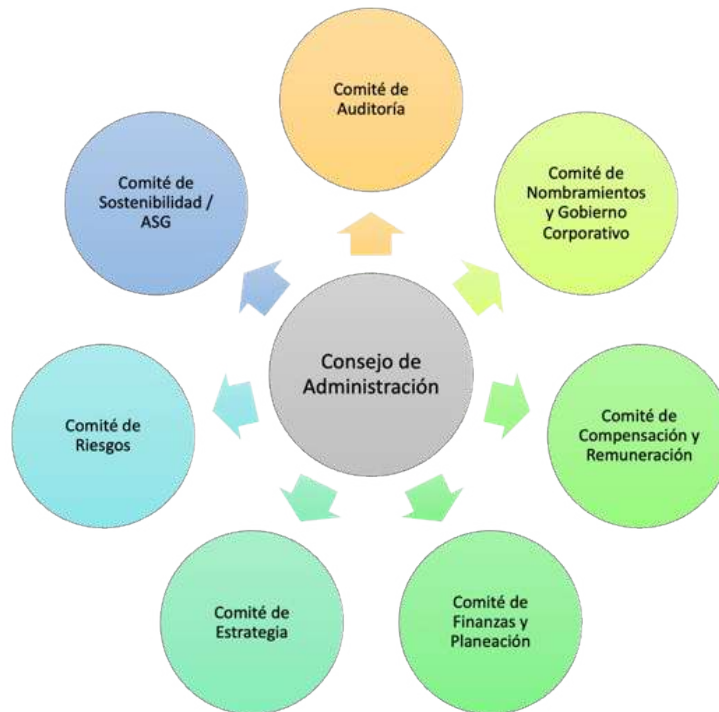 Comité de
Auditoría
Comité de
Nombramientos
y Gobierno
Corporativo
Comité de
Compensación y
Remuneración
Comité de
Finanzas y
Planeación
Comité de
Estrategia
Comité de
Riesgos
Comité de
Sostenibilidad /
ASG
Consejo de
Administración